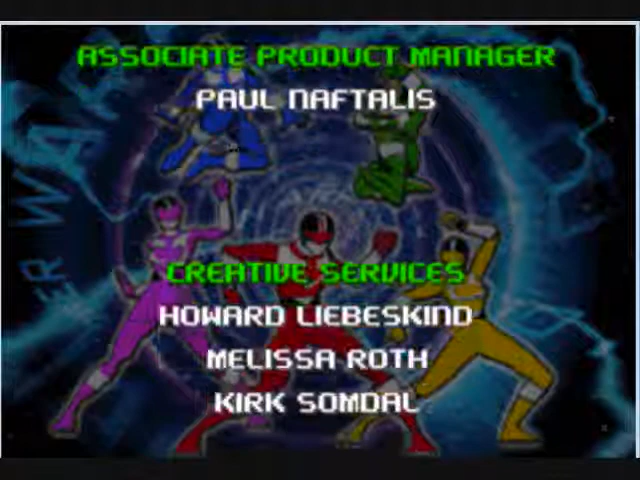 ASSOCIATE PRODUCT MANAGER
PAUL NAFTALIS
CREATIVE SERVICES
HOWARD LIEBESKIND
MELISSA ROTH
KIRK SOMDAL